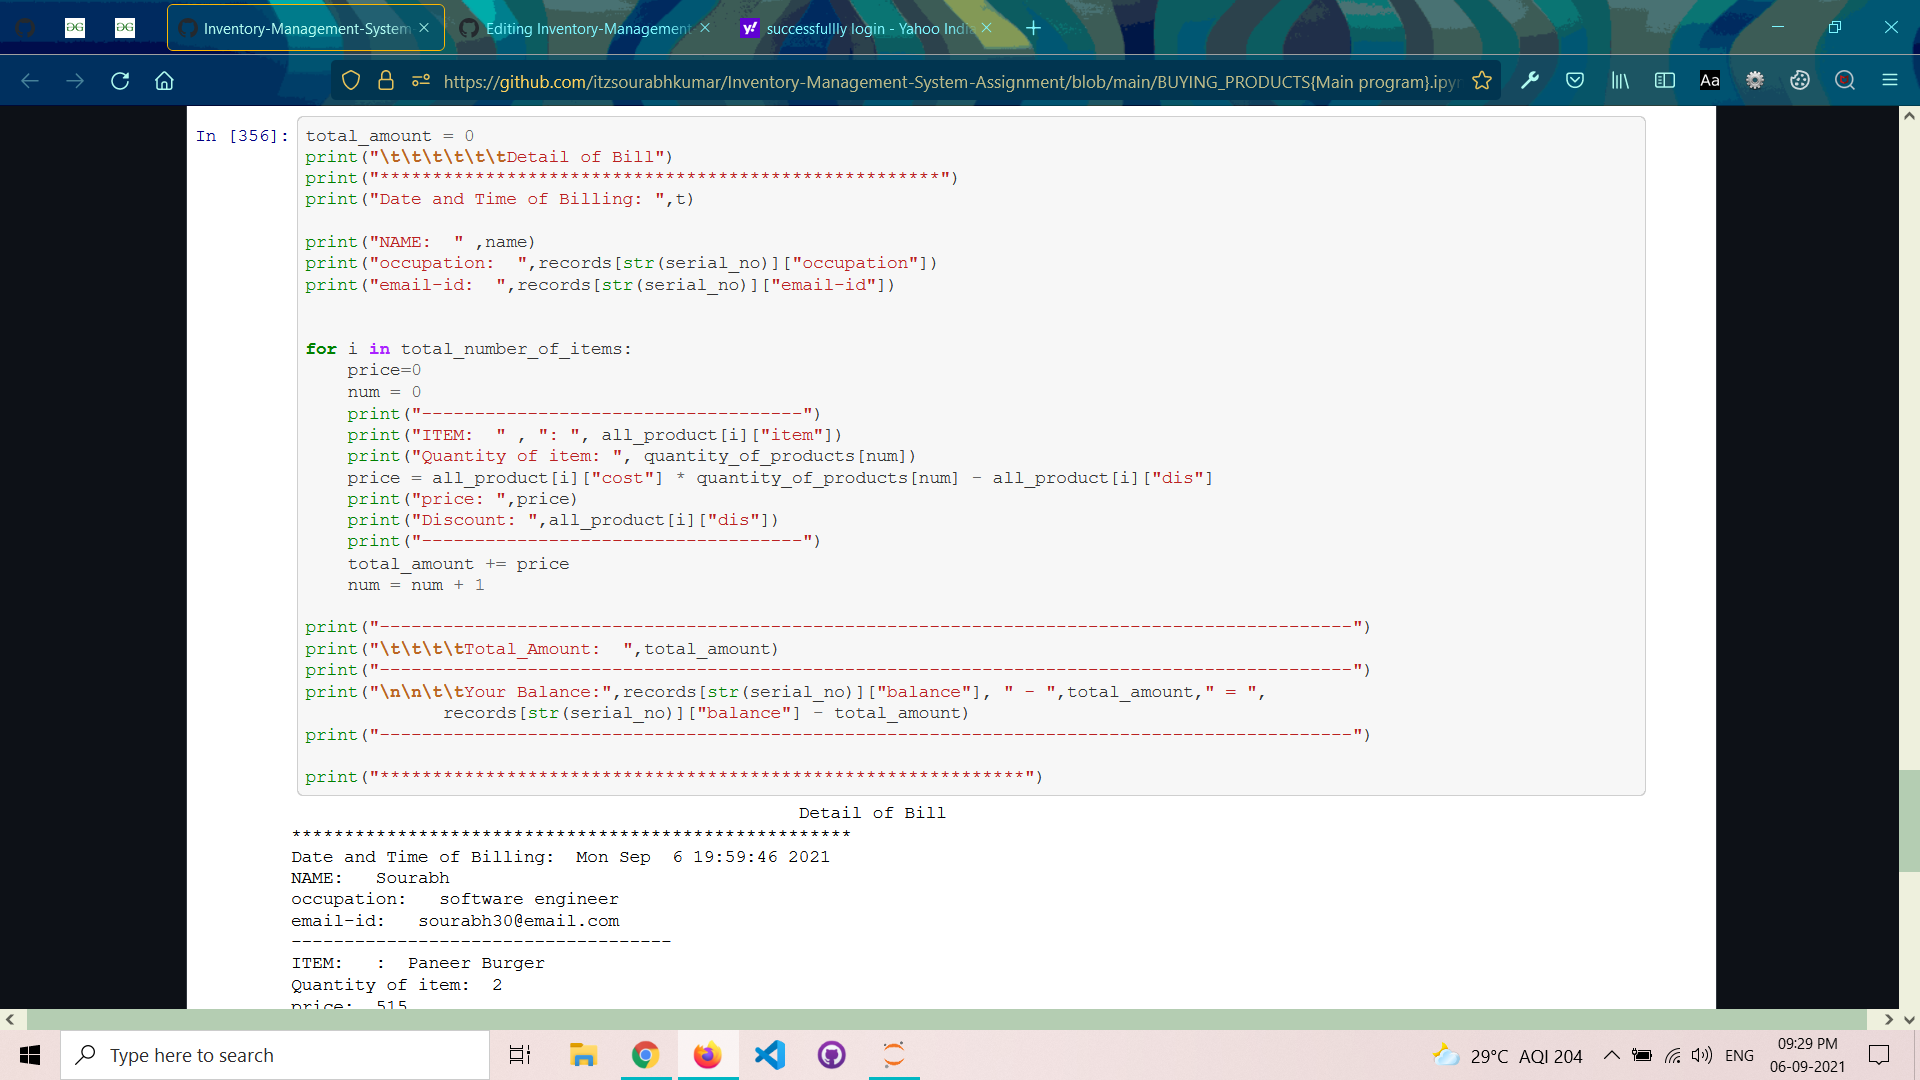 Inventory-Management-System
Editing Inventory-Management
successfullly login - Yahoo India
https://github.com/itzsourabhkumar/Inventory-Management-System-Assignment/blob/main/BUYING_PRODUCTS{Main program}.ipyn
Aa
In [356]:
total_amount = 0
print("\t\t\t\t\t\tDetail of Bill")
print("*****************************************************")
print("Date and Time of Billing: ",t)
print("NAME:  " ,name)
print("occupation:  ",records[str(serial_no)]["occupation"])
print("email-id:  ",records[str(serial_no)]["email-id"])
for i in total_number_of_items:
    price=0
    num = 0
    print("------------------------------------")
    print("ITEM:  " , ": ", all_product[i]["item"])
    print("Quantity of item: ", quantity_of_products[num])
    price = all_product[i]["cost"] * quantity_of_products[num] - all_product[i]["dis"]
    print("price: ",price)
    print("Discount: ",all_product[i]["dis"])
    print("------------------------------------")
    total_amount += price
    num = num + 1
print("--------------------------------------------------------------------------------------------")
print("\t\t\t\tTotal_Amount:  ",total_amount)
print("--------------------------------------------------------------------------------------------")
print("\n\n\t\tYour Balance:",records[str(serial_no)]["balance"], " - ",total_amount," = ",
             records[str(serial_no)]["balance"] - total_amount)
print("--------------------------------------------------------------------------------------------")
print("*************************************************************")
Detail of Bill
*****************************************************
Date and Time of Billing:  Mon Sep  6 19:59:46 2021
NAME:   Sourabh
occupation:   software engineer
email-id:   sourabh30@email.com
------------------------------------
ITEM:   :  Paneer Burger
Quantity of item:  2
price:  515
Type here to search
29°C AQI 204
ENG
09:29 PM
06-09-2021